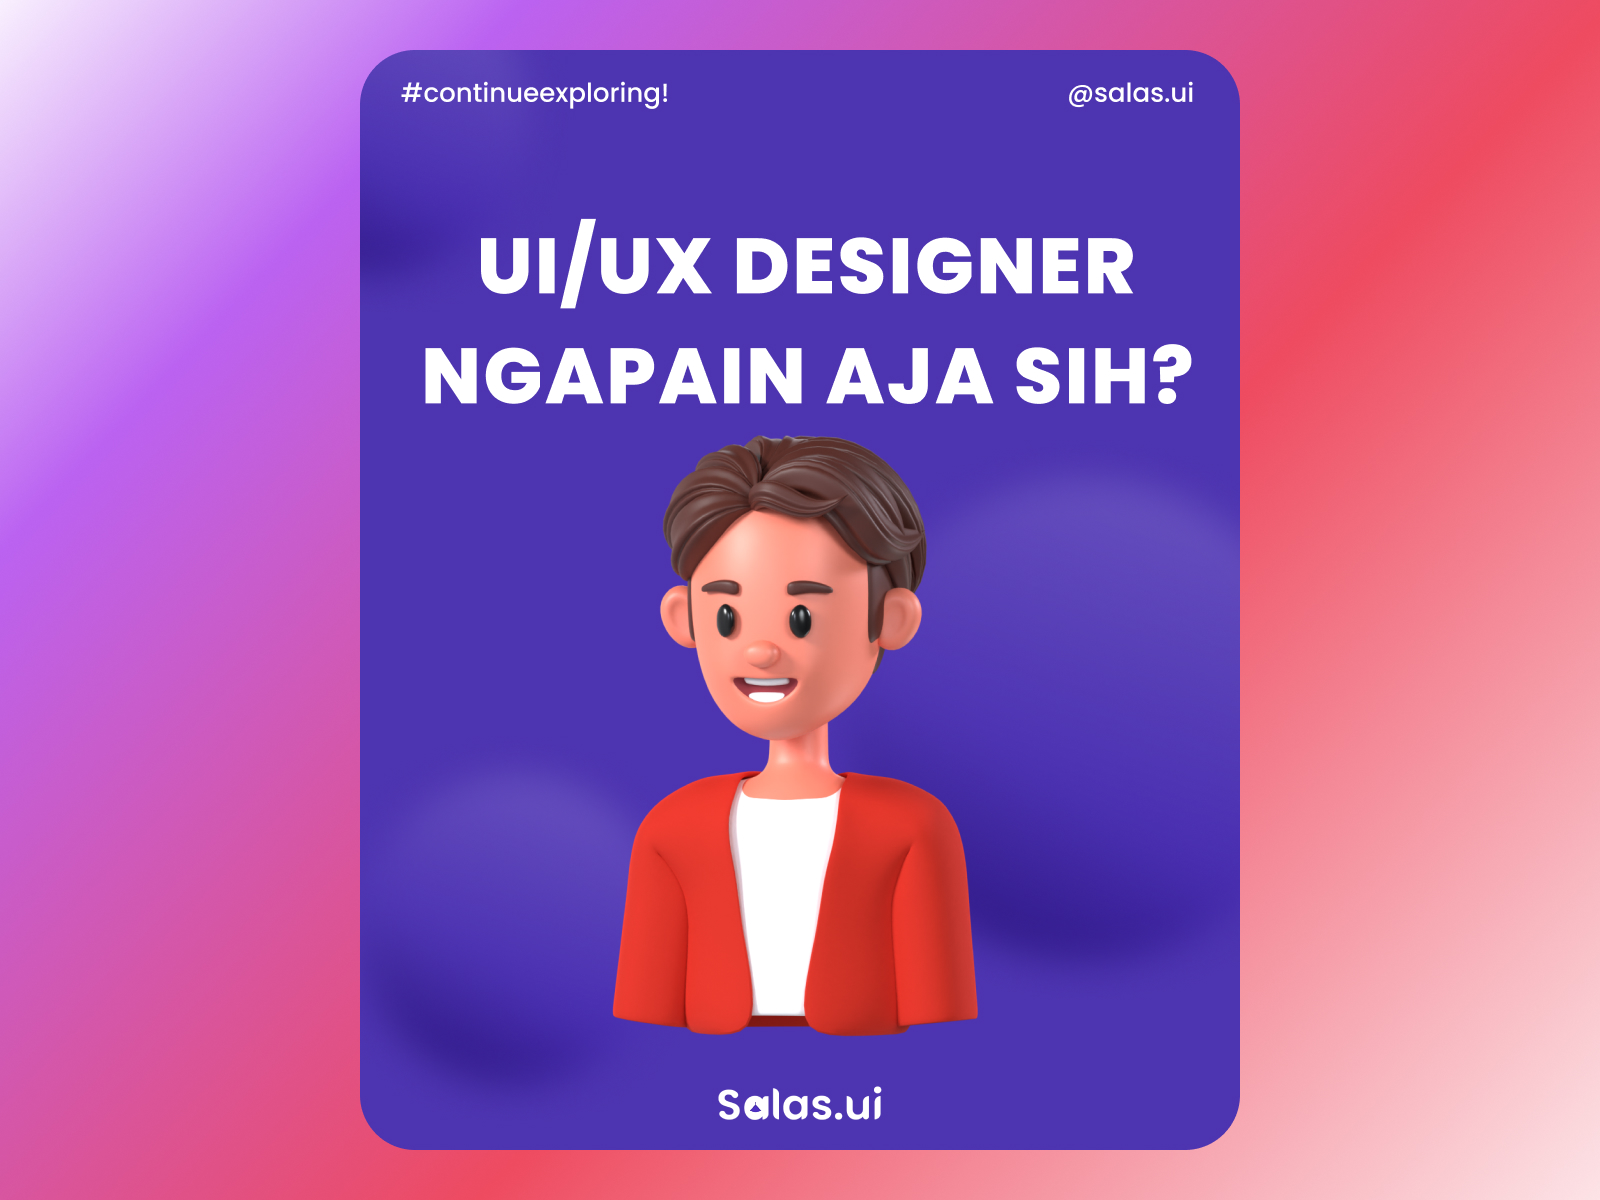 #continueexploring!
@salas.ui
UI/UX DESIGNER
NGAPAIN AJA SIH?
Salas.ui